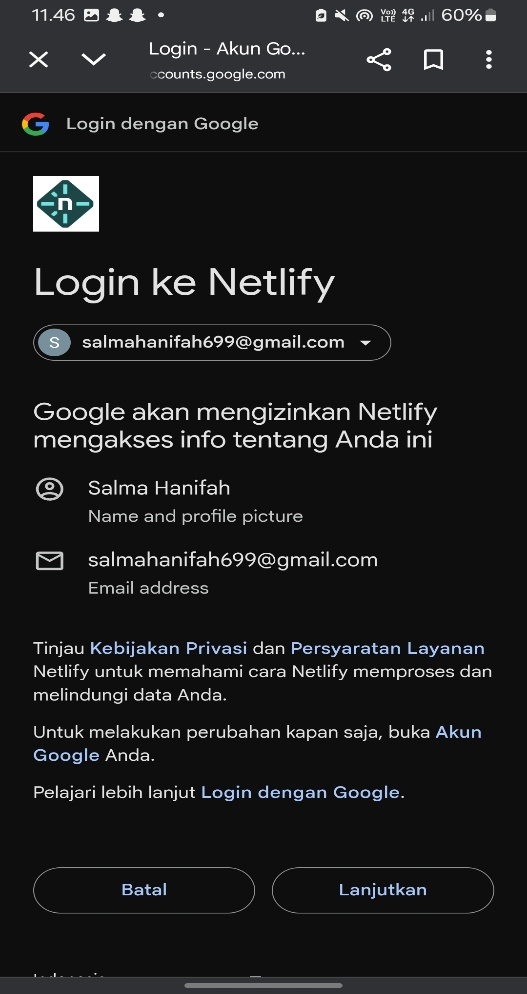 11.46
Vo))
LTE
4G
60%
Login - Akun Go...
ccounts.google.com
Login dengan Google
n
Login ke Netlify
S
salmahanifah699@gmail.com
Google akan mengizinkan Netlify
mengakses info tentang Anda ini
Salma Hanifah
Name and profile picture
salmahanifah699@gmail.com
Email address
Tinjau Kebijakan Privasi dan Persyaratan Layanan
Netlify untuk memahami cara Netlify memproses dan
melindungi data Anda.
Untuk melakukan perubahan kapan saja, buka Akun
Google Anda.
Pelajari lebih lanjut Login dengan Google.
Batal
Lanjutkan